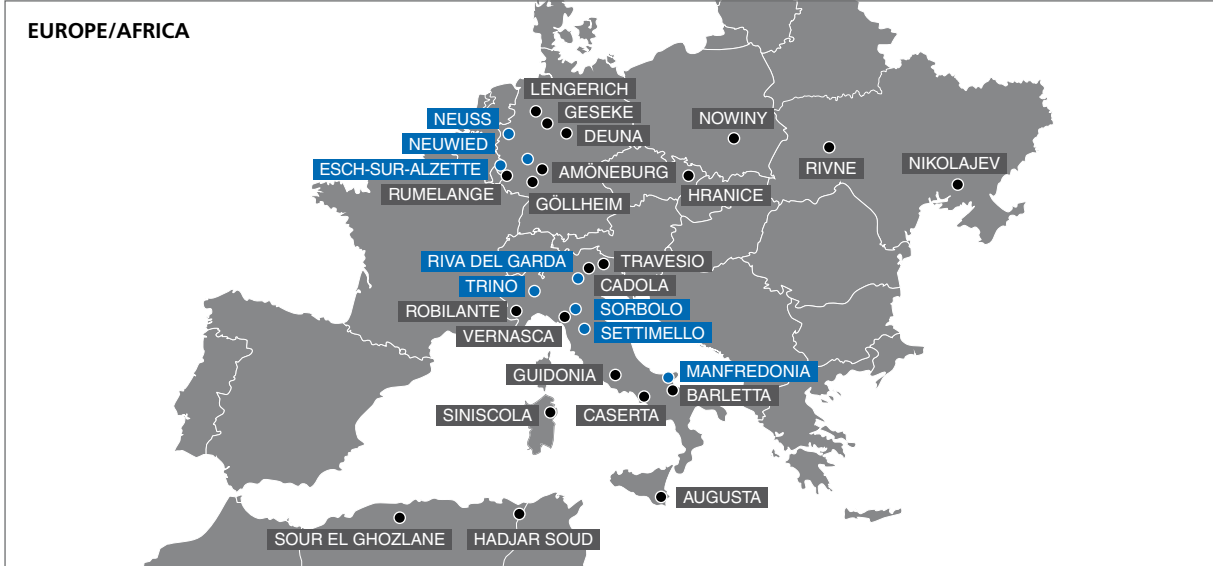 EUROPE/AFRICA
LENGERICH
GESEKE
NEUSS
DEUNA
NOWINY
NEUWIED
RIVNE
NIKOLAJEV
ESCH-SUR-ALZETTE
AMÖNEBURG
RUMELANGE
HRANICE
GÖLLHEIM
RIVA DEL GARDA
TRAVESIO
TRINO
CADOLA
ROBILANTE
SORBOLO
VERNASCA
SETTIMELLO
GUIDONIA
MANFREDONIA
BARLETTA
SINISCOLA
CASERTA
AUGUSTA
SOUR EL GHOZLANE
HADJAR SOUD